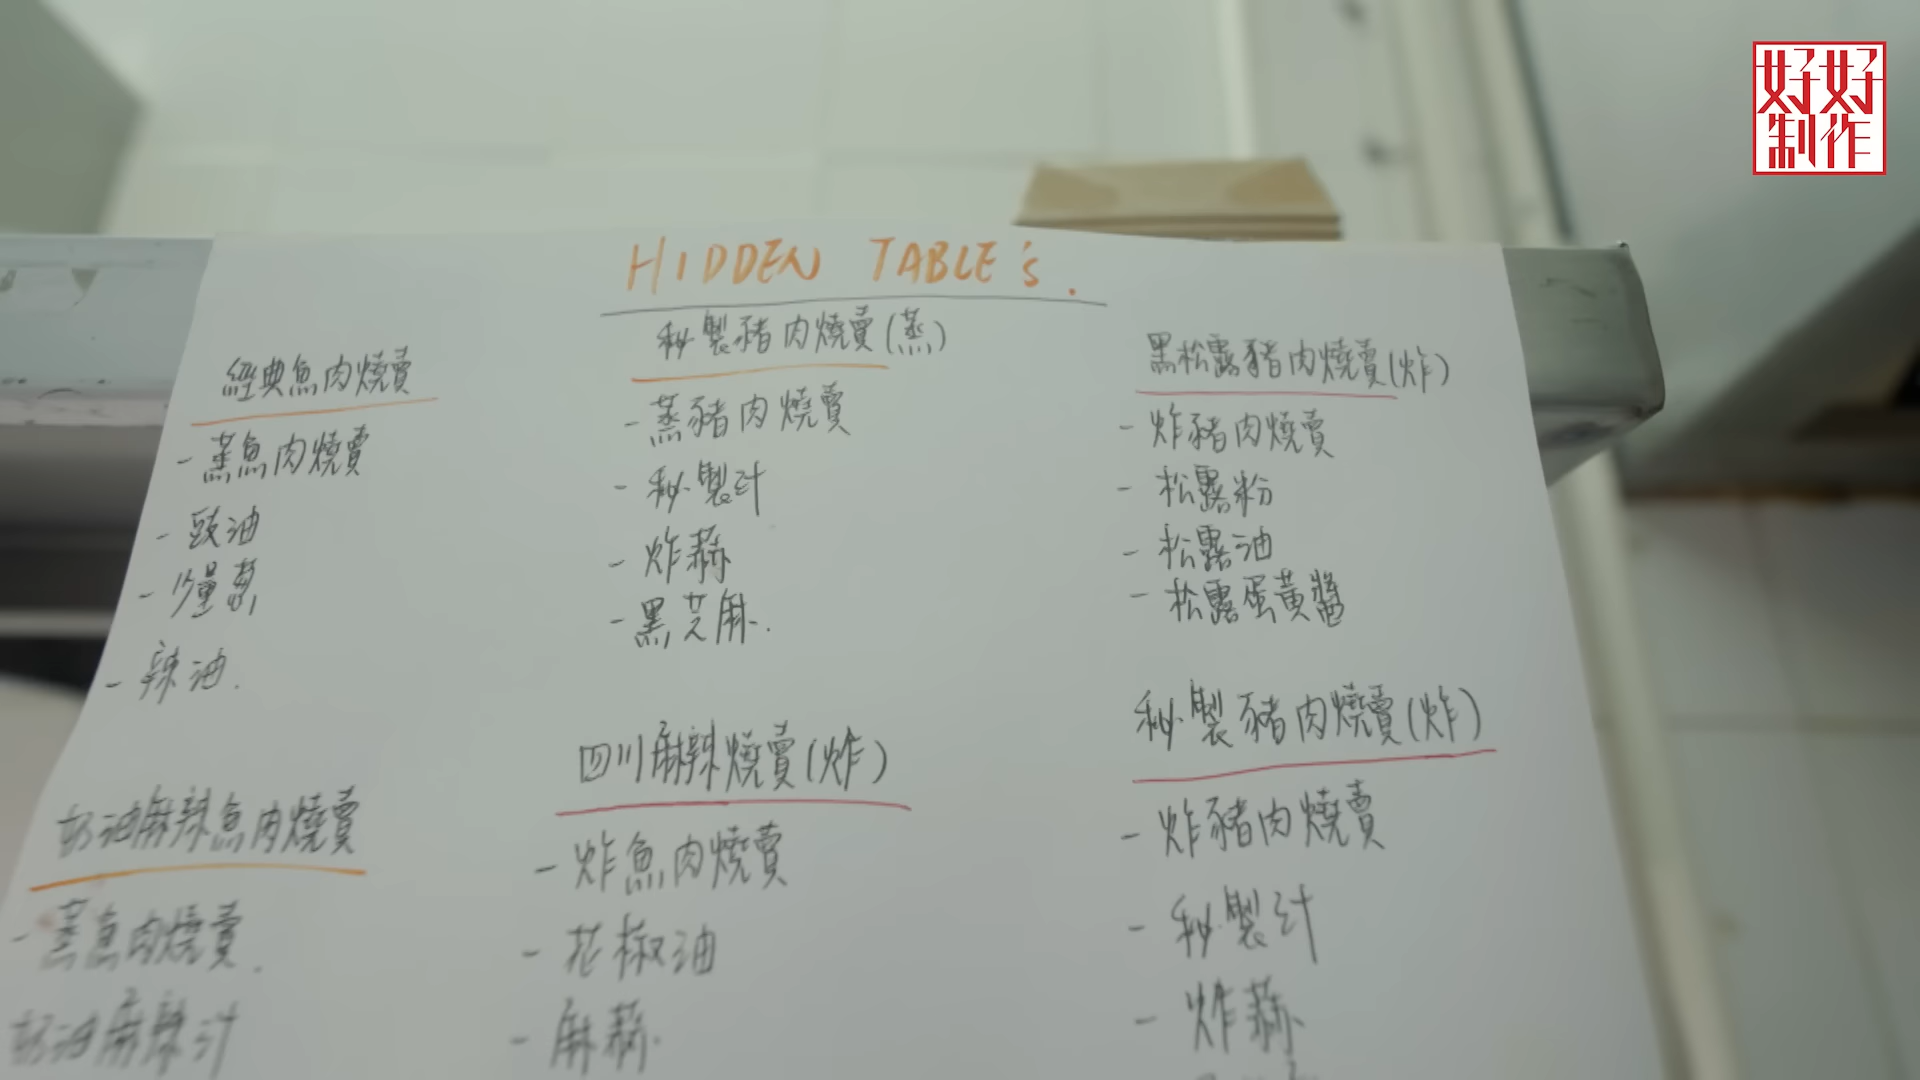 好好
制作
HIDDEN TABLE's.
經典魚肉燒賣
- 蒸魚肉燒賣
- 豉油
- 少量蔥
- 辣油.
奶油麻辣魚肉燒賣
- 蒸魚肉燒賣.
奶油麻辣汁
秘製豬肉燒賣(蒸)
- 蒸豬肉燒賣
- 秘製汁
- 炸蒜
- 黑芝麻.
四川麻辣燒賣(炸)
- 炸魚肉燒賣
- 花椒油
- 麻蒜.
黑松露豬肉燒賣(炸)
- 炸豬肉燒賣
- 松露粉
- 松露油
- 松露蛋黃醬
秘製豬肉燒賣(炸)
- 炸豬肉燒賣
- 秘製汁
- 炸蒜